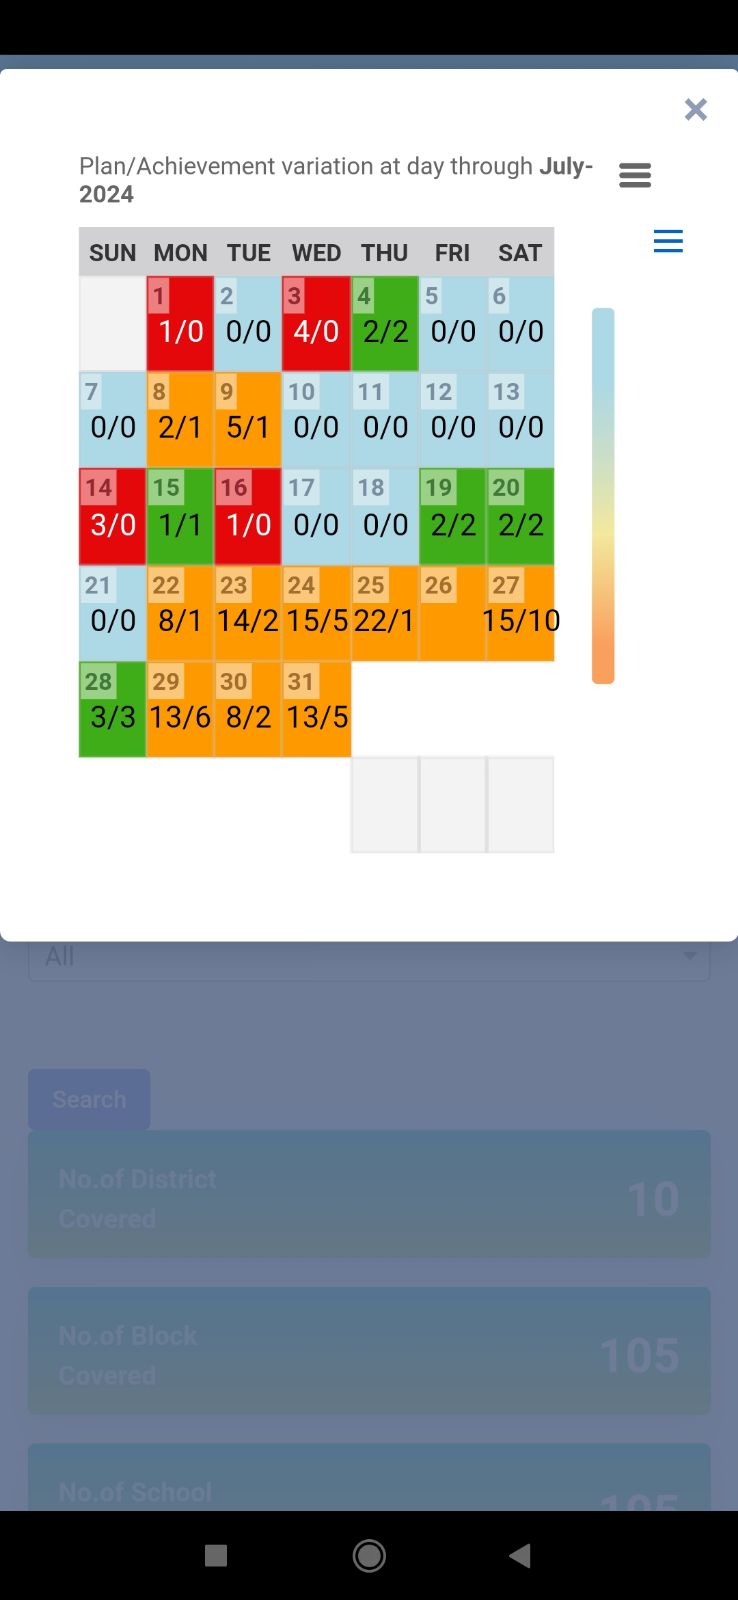 ×
Plan/Achievement variation at day through July-
2024
SUN MON TUE WED THU FRI SAT
1 2 3 4 5 6
1/0 0/0 4/0 2/2 0/0 0/0
7 8 9 10 11 12 13
0/0 2/1 5/1 0/0 0/0 0/0 0/0
14 15 16 17 18 19 20
3/0 1/1 1/0 0/0 0/0 2/2 2/2
21 22 23 24 25 26 27
0/0 8/1 14/2 15/5 22/1 15/10
28 29 30 31
3/3 13/6 8/2 13/5
All
Search
No.of District
Covered
10
No.of Block
Covered
105
No.of School